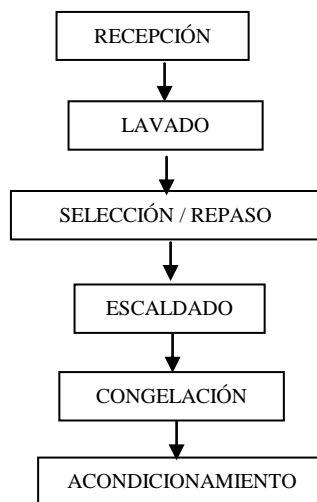 RECEPCIÓN
LAVADO
SELECCIÓN / REPASO
ESCALDADO
CONGELACIÓN
ACONDICIONAMIENTO